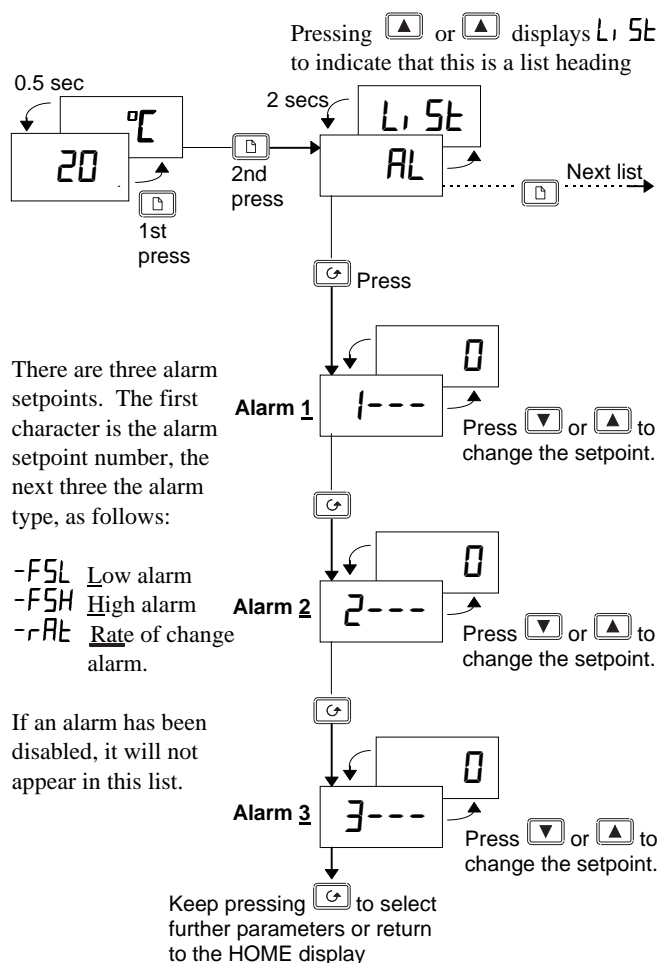 Pressing ▲ or ▲ displays LiSt
to indicate that this is a list heading
0.5 sec
°C
20
1st
press
2nd
press
2 secs
LiSt
AL
Next list
Press
There are three alarm
setpoints. The first
character is the alarm
setpoint number, the
next three the alarm
type, as follows:
-FSL Low alarm
-FSH High alarm
-rAt Rate of change
alarm.
If an alarm has been
disabled, it will not
appear in this list.
Alarm 1
0
1---
Press ▼ or ▲ to
change the setpoint.
Alarm 2
0
2---
Press ▼ or ▲ to
change the setpoint.
Alarm 3
0
3---
Press ▼ or ▲ to
change the setpoint.
Keep pressing to select
further parameters or return
to the HOME display